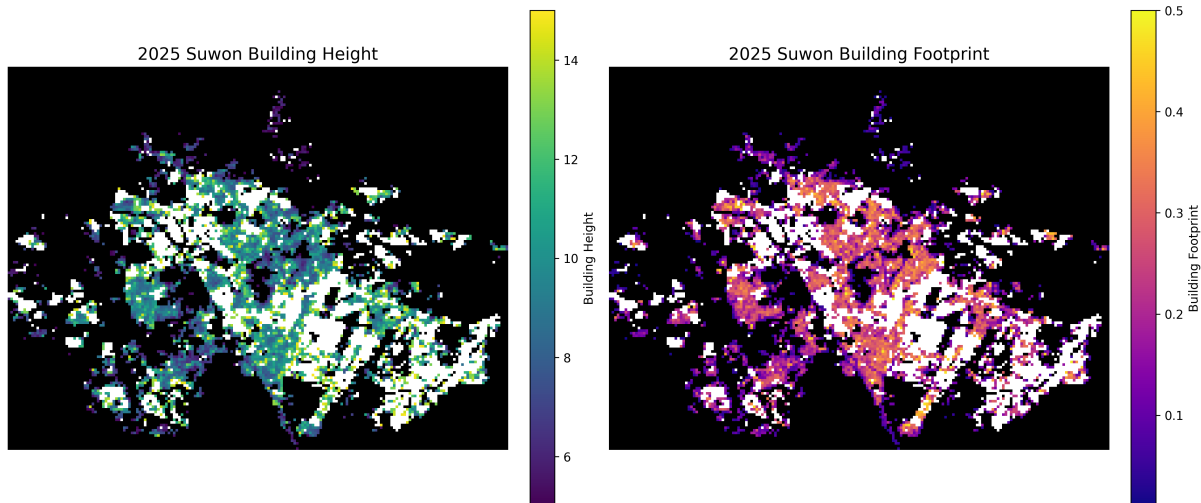 2025 Suwon Building Height
14
12
10
8
6
Building Height
2025 Suwon Building Footprint
0.5
0.4
0.3
0.2
0.1
Building Footprint